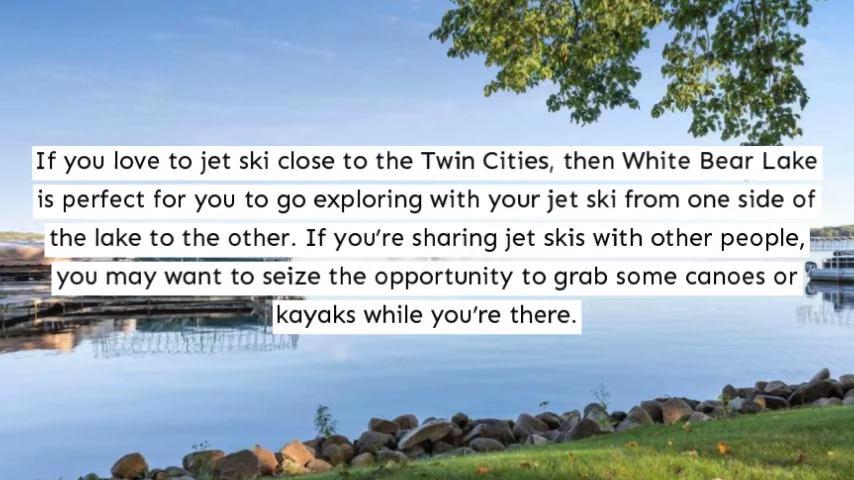 If you love to jet ski close to the Twin Cities, then White Bear Lake
is perfect for you to go exploring with your jet ski from one side of
the lake to the other. If you’re sharing jet skis with other people,
you may want to seize the opportunity to grab some canoes or
kayaks while you’re there.